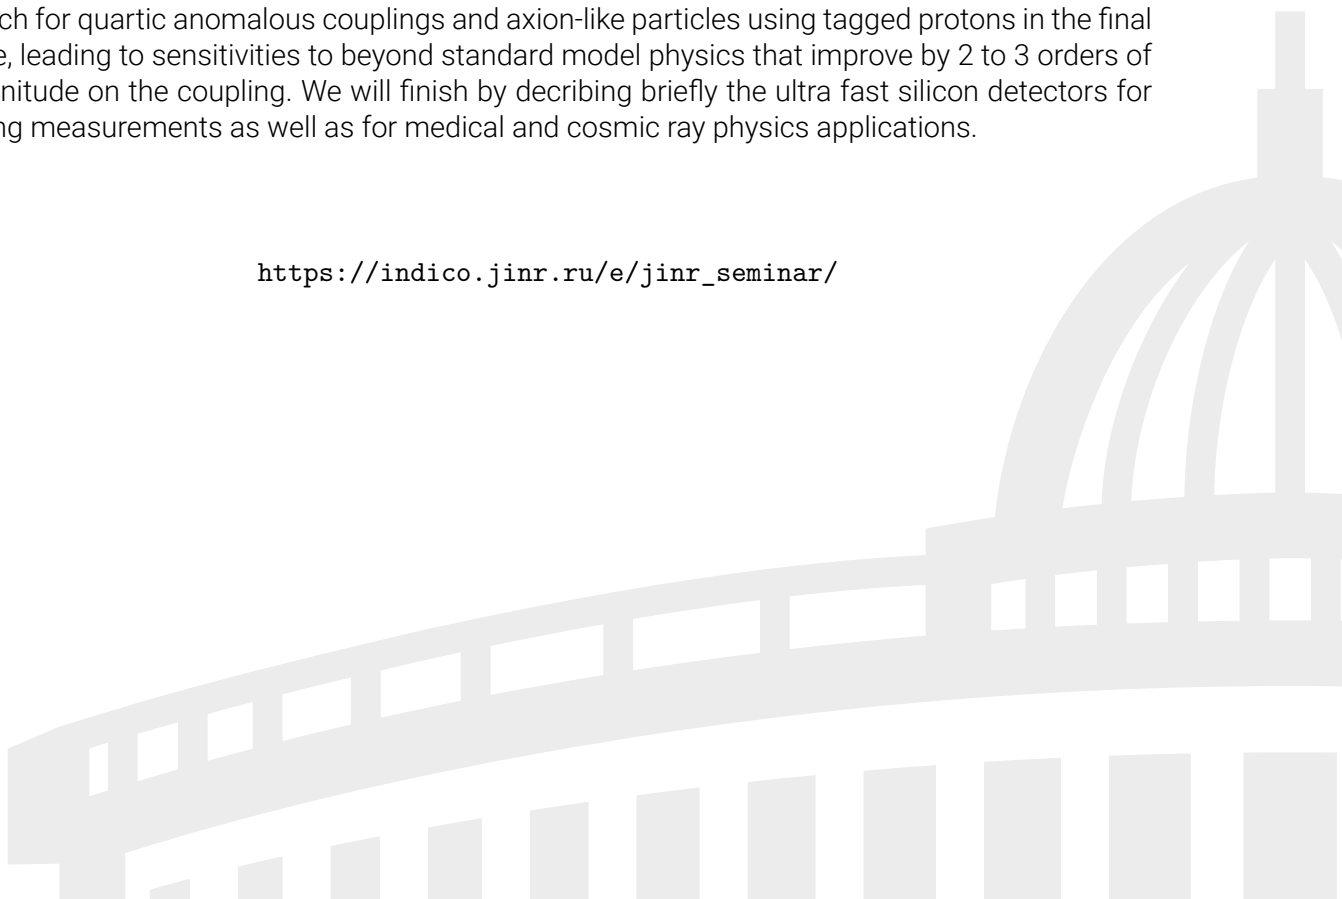 ch for quartic anomalous couplings and axion-like particles using tagged protons in the final
e, leading to sensitivities to beyond standard model physics that improve by 2 to 3 orders of
nitude on the coupling. We will finish by decribing briefly the ultra fast silicon detectors for
ng measurements as well as for medical and cosmic ray physics applications.
https://indico.jinr.ru/e/jinr_seminar/